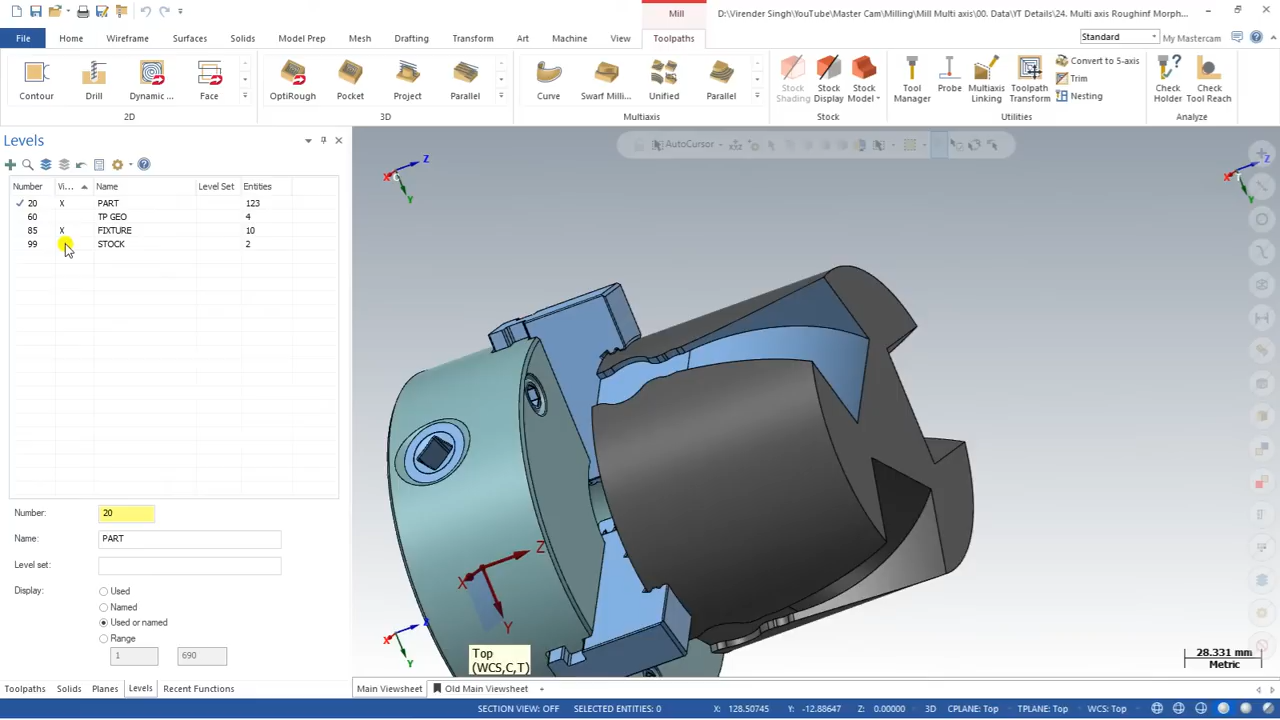 Mill
D:\Virender Singh\YouTube\Master Cam\Milling\Mill Multi axis\00. Data\YT Details\24. Multi axis Roughinf Morph...
File Home Wireframe Surfaces Solids Model Prep Mesh Drafting Transform Art Machine View Toolpaths
Standard
My Mastercam
Contour Drill Dynamic ... Face
OptiRough Pocket Project Parallel
Curve Swarf Milli... Unified Parallel
Stock Shading Stock Display Stock Model
Tool Manager Probe Multiaxis Linking Toolpath Transform
Convert to 5-axis
Trim
Nesting
Check Holder Check Tool Reach
2D 3D Multiaxis Stock Utilities Analyze
Levels
AutoCursor
Number Vi... Name Level Set Entities
20 X PART 123
60 TP GEO 4
85 X FIXTURE 10
99 STOCK 2
Number: 20
Name: PART
Level set:
Display: Used
Named
Used or named
Range
1 690
X Z
Y
X Z
Y
Z
X
Y
X Z
Y
Top
(WCS,C,T)
28.331 mm
Metric
Toolpaths Solids Planes Levels Recent Functions
Main Viewsheet Old Main Viewsheet +
SECTION VIEW: OFF SELECTED ENTITIES: 0 X: 128.50745 Y: -12.88647 Z: 0.00000 3D CPLANE: TOP TPLANE: TOP WCS: Top